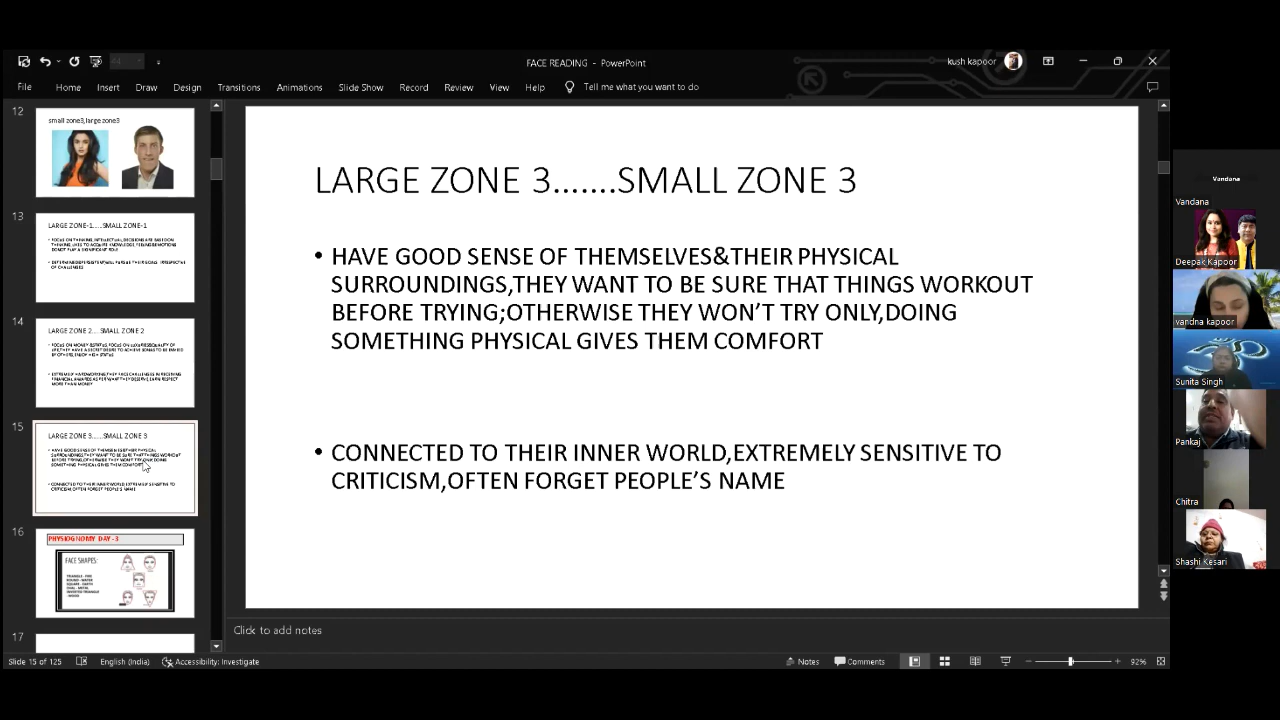 FACE READING - PowerPoint
kush kapoor
File Home Insert Draw Design Transitions Animations Slide Show Record Review View Help Tell me what you want to do
12
small zone3,large zone3
13
LARGE ZONE-1.....SMALL ZONE-1
14
LARGE ZONE 2.... SMALL ZONE 2
15
LARGE ZONE 3.......SMALL ZONE 3
16
PHYSIOGNOMY DAY -3
FACE SHAPES:
17
LARGE ZONE 3.......SMALL ZONE 3
• HAVE GOOD SENSE OF THEMSELVES&THEIR PHYSICAL
SURROUNDINGS,THEY WANT TO BE SURE THAT THINGS WORKOUT
BEFORE TRYING;OTHERWISE THEY WON'T TRY ONLY,DOING
SOMETHING PHYSICAL GIVES THEM COMFORT
• CONNECTED TO THEIR INNER WORLD,EXTREMELY SENSITIVE TO
CRITICISM,OFTEN FORGET PEOPLE'S NAME
Click to add notes
Slide 15 of 125 English (India) Accessibility: Investigate Notes Comments 92%
Vandana
Vandana
Deepak Kapoor
vandna kapoor
Sunita Singh
Pankaj
Chitra
Shashi Kesari